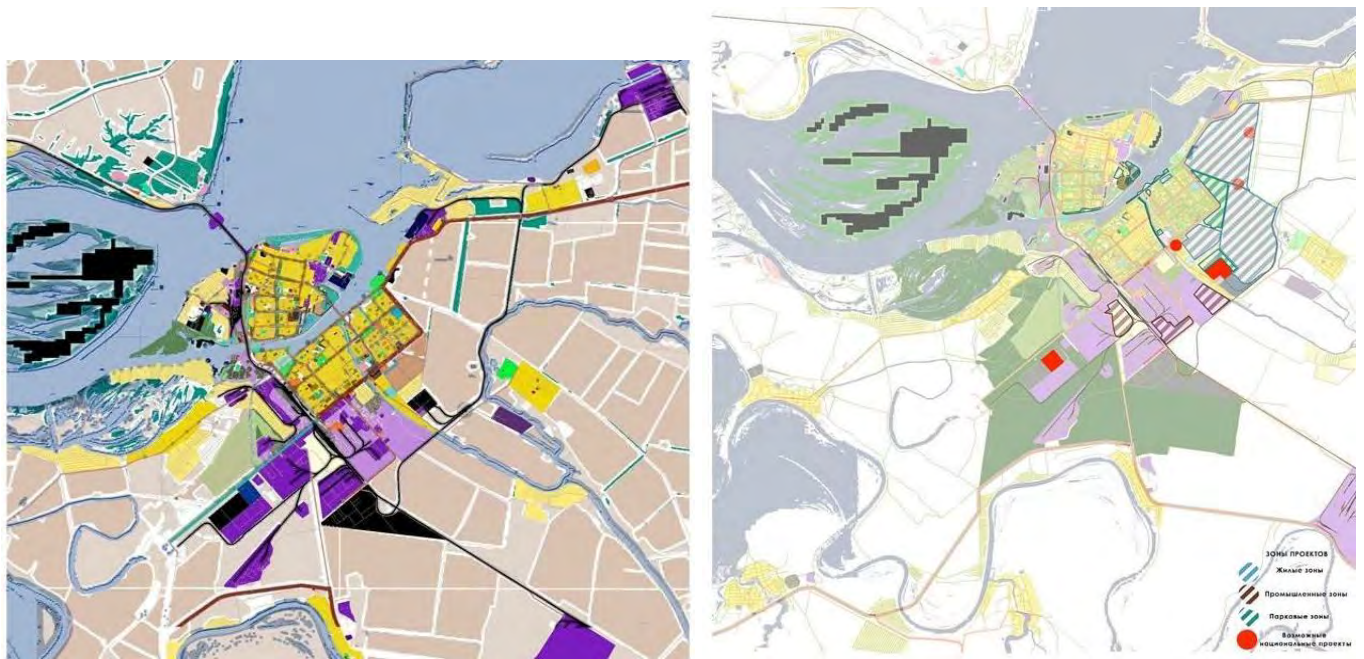 ЗОНЫ ПРОЕКТОВ
Жилые зоны
Промышленные зоны
Парковые зоны
Возможные
национальные проекты